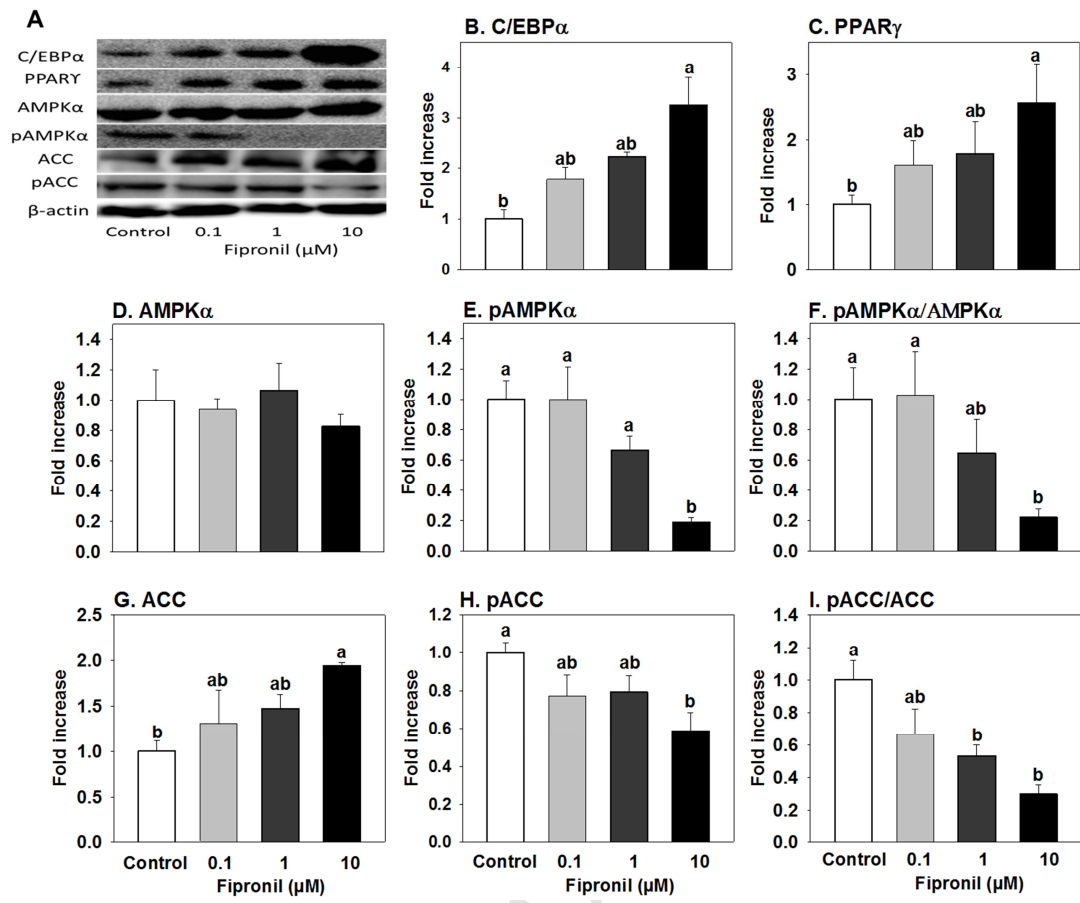 A
C/EBPα
PPARϒ
AMPKα
pAMPKα
ACC
pACC
β-actin
Control 0.1 1 10
Fipronil (µM)
B. C/EBPα
Fold increase
4
2
1
0
b
ab
ab
a
C. PPARγ
Fold increase
3
2
1
0
b
ab
ab
a
D. AMPKα
Fold increase
1.4
1.2
1.0
0.8
0.6
0.4
0.2
0.0
E. pAMPKα
Fold increase
1.4
1.2
1.0
0.8
0.6
0.4
0.2
0.0
a
a
a
b
F. pAMPKα/AMPKα
Fold increase
1.4
1.2
1.0
0.8
0.6
0.4
0.2
0.0
a
a
ab
b
G. ACC
Fold increase
2.5
2.0
1.5
1.0
0.5
0.0
b
ab
ab
a
Control 0.1 1 10
Fipronil (µM)
H. pACC
Fold increase
1.2
1.0
0.8
0.6
0.4
0.2
0.0
a
ab
ab
b
Control 0.1 1 10
Fipronil (µM)
I. pACC/ACC
Fold increase
1.4
1.2
1.0
0.8
0.6
0.4
0.2
0.0
a
ab
b
b
Control 0.1 1 10
Fipronil (µM)